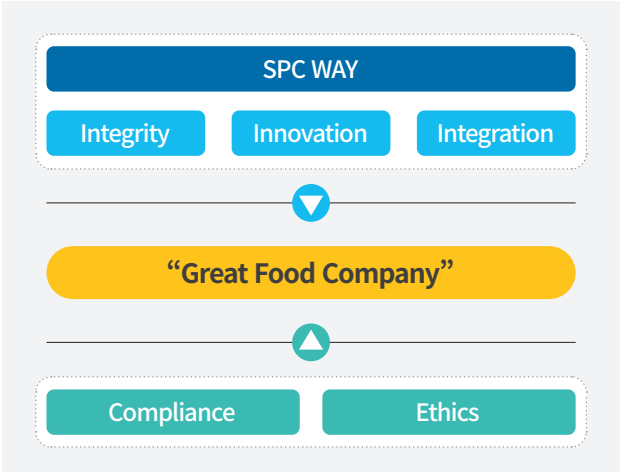 SPC WAY
Integrity Innovation Integration
“Great Food Company”
Compliance Ethics